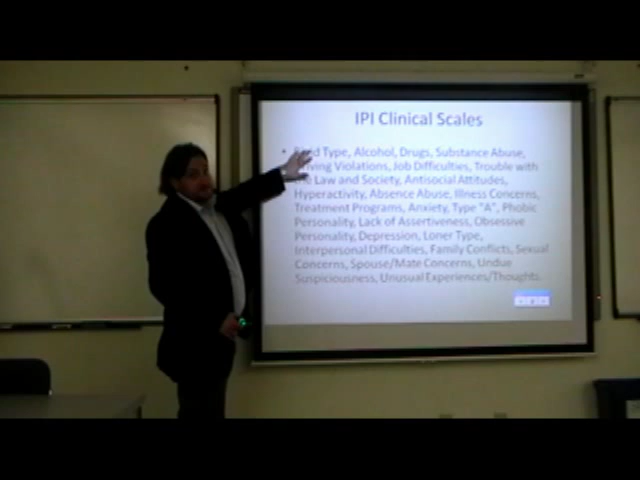 IPI Clinical Scales
• Type, Alcohol, Drugs, Substance Abuse,
Driving Violations, Job Difficulties, Trouble with
the Law and Society, Antisocial Attitudes,
Hyperactivity, Absence Abuse, Illness Concerns,
Treatment Programs, Anxiety, Type "A", Phobic
Personality, Lack of Assertiveness, Obsessive
Personality, Depression, Loner Type,
Interpersonal Difficulties, Family Conflicts, Sexual
Concerns, Spouse/Mate Concerns, Undue
Suspiciousness, Unusual Experiences/Thoughts.